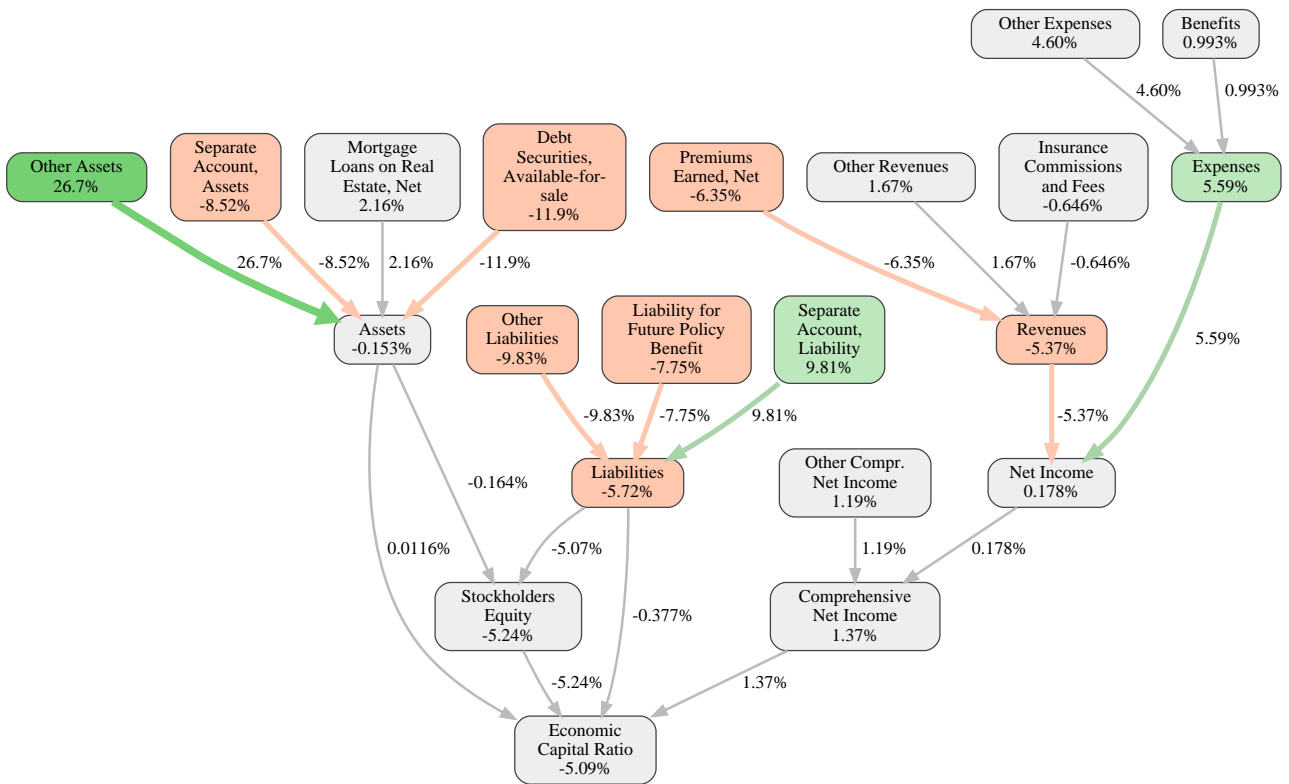 Other Expenses
4.60%
Benefits
0.993%
4.60%
0.993%
Other Assets
26.7%
Separate
Account,
Assets
-8.52%
Mortgage
Loans on Real
Estate, Net
2.16%
Debt
Securities,
Available-for-
sale
-11.9%
Premiums
Earned, Net
-6.35%
Other Revenues
1.67%
Insurance
Commissions
and Fees
-0.646%
Expenses
5.59%
26.7%
-8.52%
2.16%
-11.9%
-6.35%
1.67%
-0.646%
Assets
-0.153%
Other
Liabilities
-9.83%
Liability for
Future Policy
Benefit
-7.75%
Separate
Account,
Liability
9.81%
Revenues
-5.37%
5.59%
-9.83%
-7.75%
9.81%
-5.37%
-0.164%
Liabilities
-5.72%
Other Compr.
Net Income
1.19%
Net Income
0.178%
0.0116%
-5.07%
1.19%
0.178%
Stockholders
Equity
-5.24%
-0.377%
Comprehensive
Net Income
1.37%
-5.24%
1.37%
Economic
Capital Ratio
-5.09%